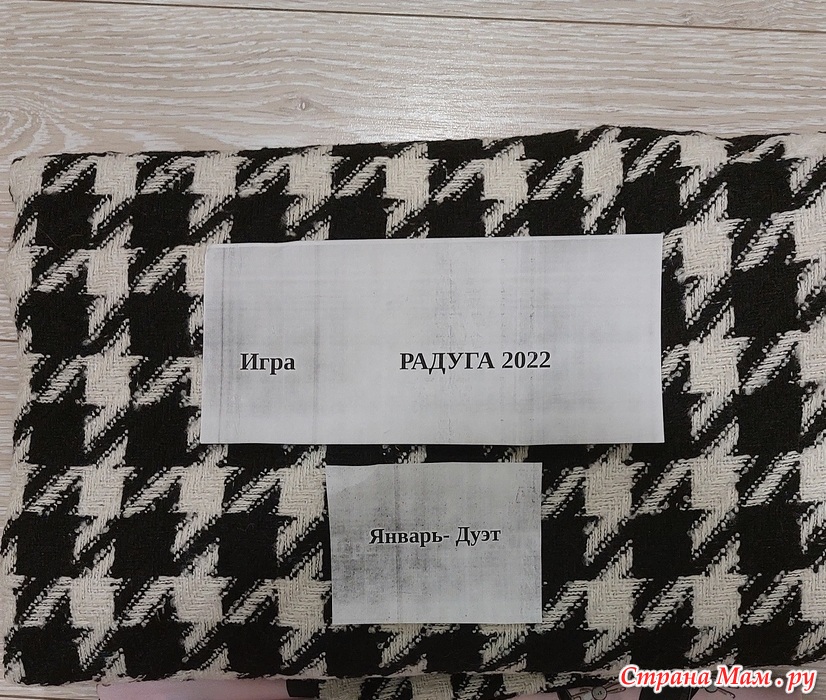 Игра РАДУГА 2022
Январь- Дуэт
Страна Мам . ру